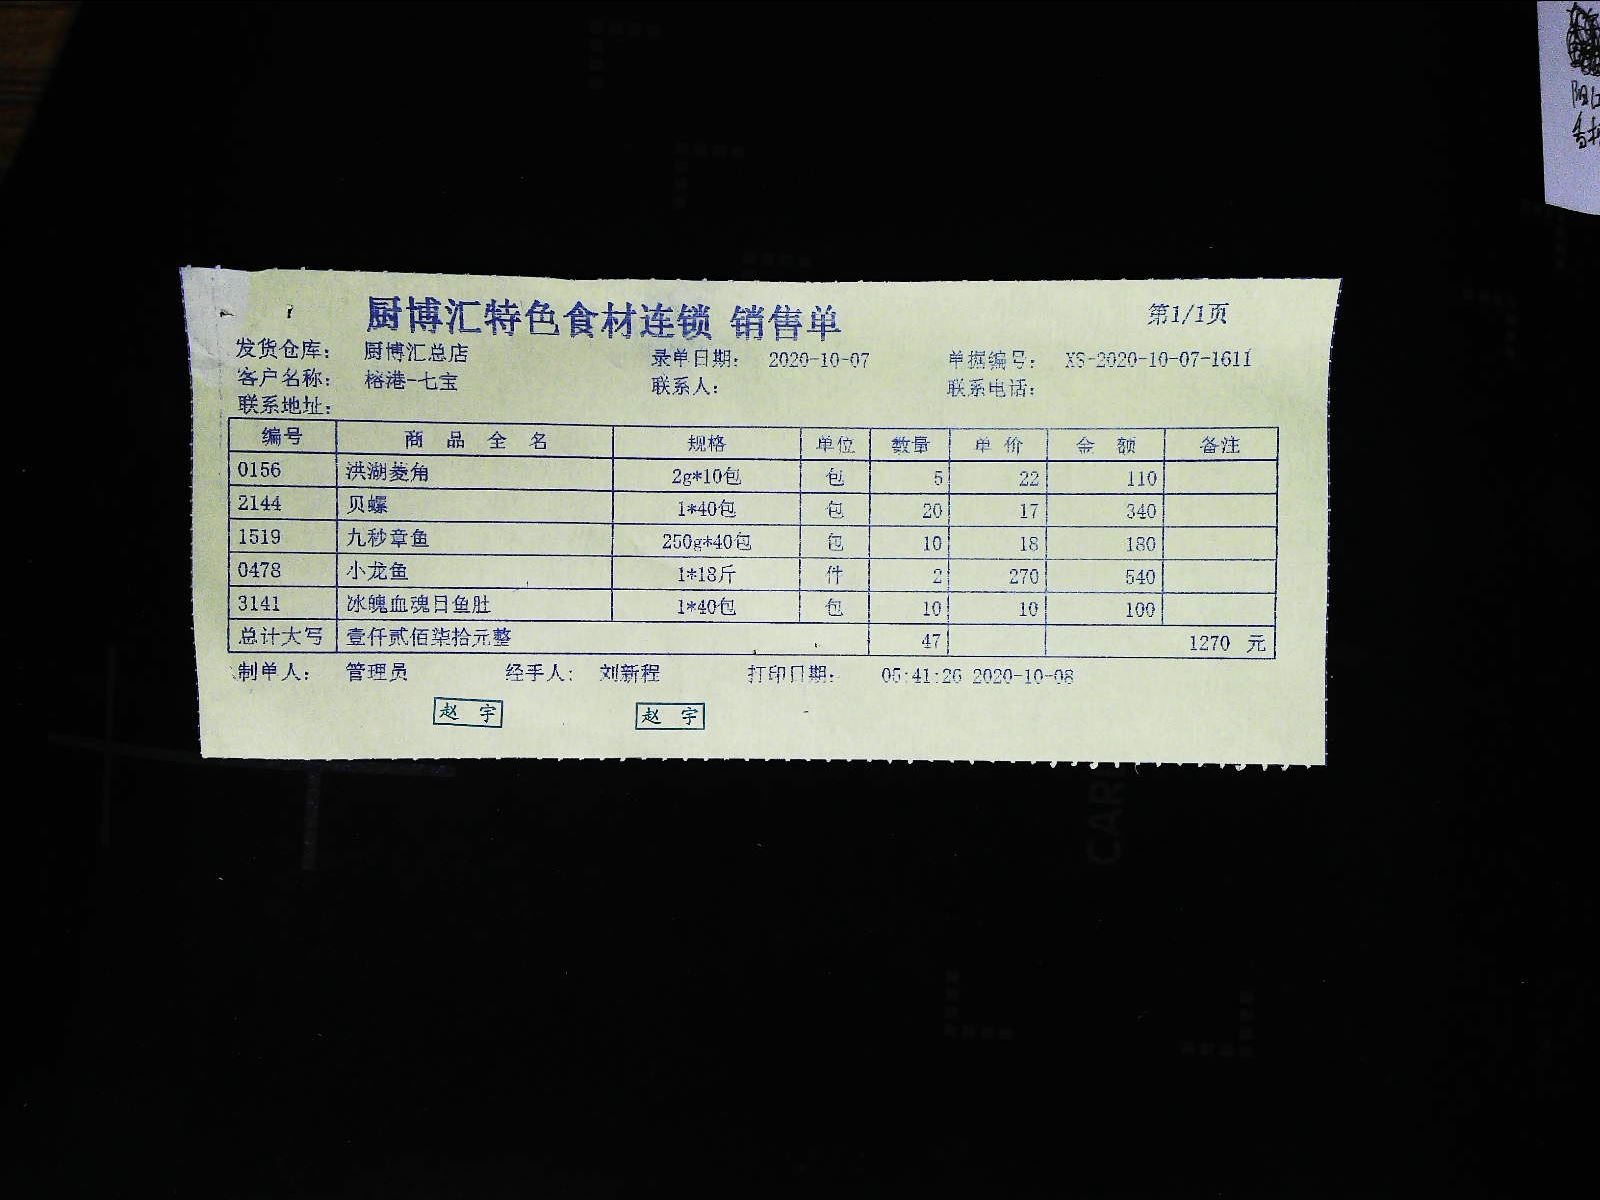 厨博汇特色食材连锁 销售单 第1/1页
发货仓库： 厨博汇总店 录单日期： 2020-10-07 单据编号： XS-2020-10-07-1611
客户名称： 榕港-七宝 联系人： 联系电话：
联系地址：
编号 商品全名 规格 单位 数量 单价 金额 备注
0156 洪湖菱角 2g*10包 包 5 22 110
2144 贝螺 1*40包 包 20 17 340
1519 九秒章鱼 250g*40包 包 10 18 180
0478 小龙鱼 1*18斤 件 2 270 540
3141 冰魄血魂日鱼肚 1*40包 包 10 10 100
总计大写 壹仟贰佰柒拾元整 47 1270 元
制单人： 管理员 经手人： 刘新程 打印日期： 05:41:26 2020-10-08
赵 宇 赵 宇